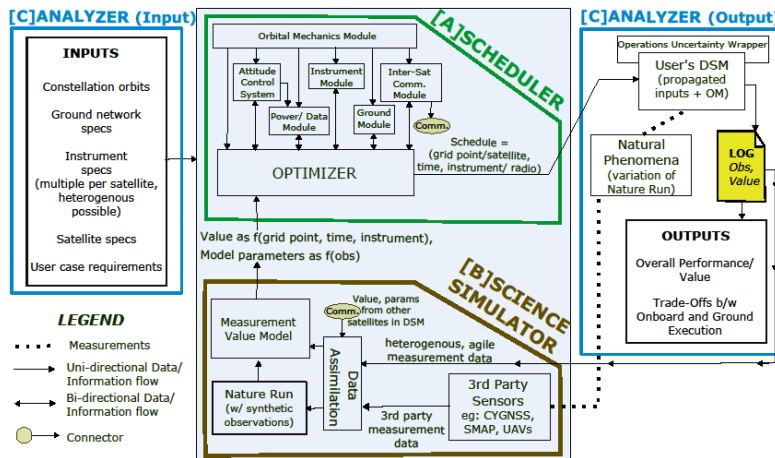 [C]ANALYZER (Input)
INPUTS
Constellation orbits
Ground network
specs
Instrument
specs
(multiple per satellite,
heterogenous
possible)
Satellite specs
User case requirements
LEGEND
Measurements
Uni-directional Data/
Information flow
Bi-directional Data/
Information flow
Connector
[A]SCHEDULER
Orbital Mechanics Module
Attitude
Control
System
Instrument
Module
Inter-Sat
Comm.
Module
Power/ Data
Module
Ground
Module
Comm.
OPTIMIZER
Schedule =
(grid point/satellite,
time, instrument/ radio)
Value as f(grid point, time, instrument),
Model parameters as f(obs)
[B]SCIENCE
SIMULATOR
Comm.
Value, params
from other
satellites in DSM
Measurement
Value Model
Nature Run
(w/ synthetic
observations)
Data
Assimilation
heterogenous, agile
measurement data
3rd party
measurement
data
3rd Party
Sensors
eg: CYGNSS,
SMAP, UAVs
[C]ANALYZER (Output)
Operations Uncertainty Wrapper
User's DSM
(propagated
inputs + OM)
Natural
Phenomena
(variation of
Nature Run)
LOG
Obs,
Value
OUTPUTS
Overall Performance/
Value
Trade-Offs b/w
Onboard and Ground
Execution